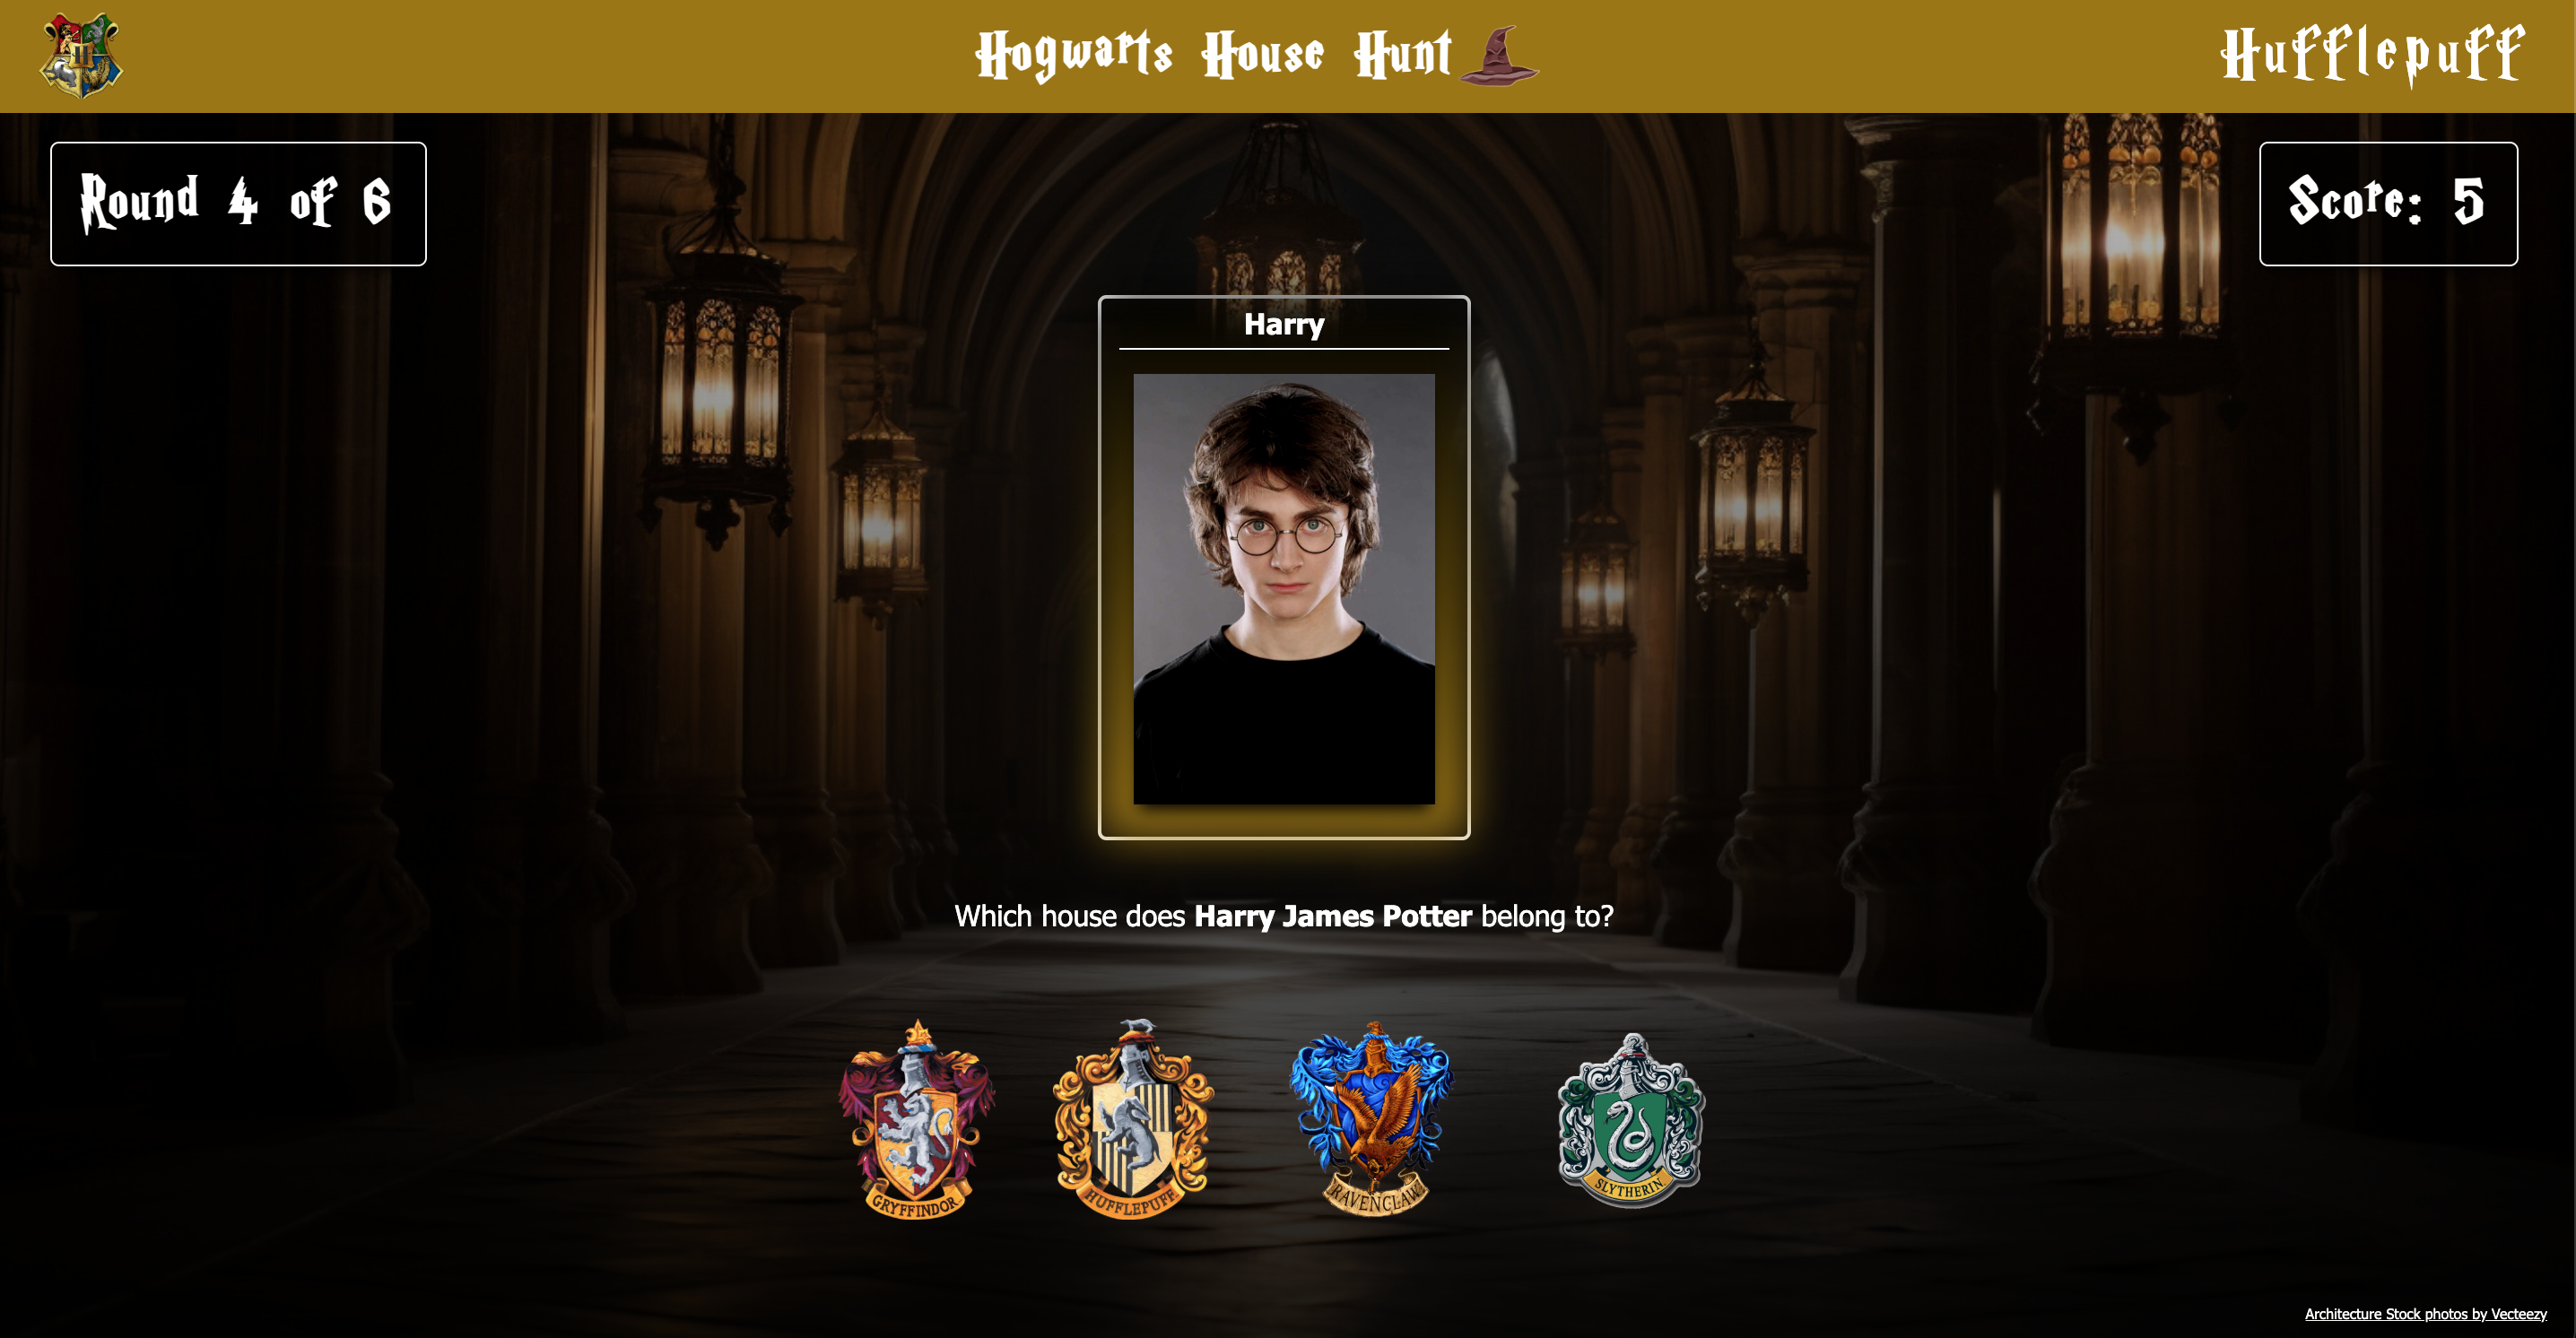 Hogwarts House Hunt
Hufflepuff
Round 4 of 6
Score: 5
Harry
Which house does Harry James Potter belong to?
GRYFFINDOR
HUFFLEPUFF
RAVENCLAW
SLYTHERIN
Architecture Stock photos by Vecteezy